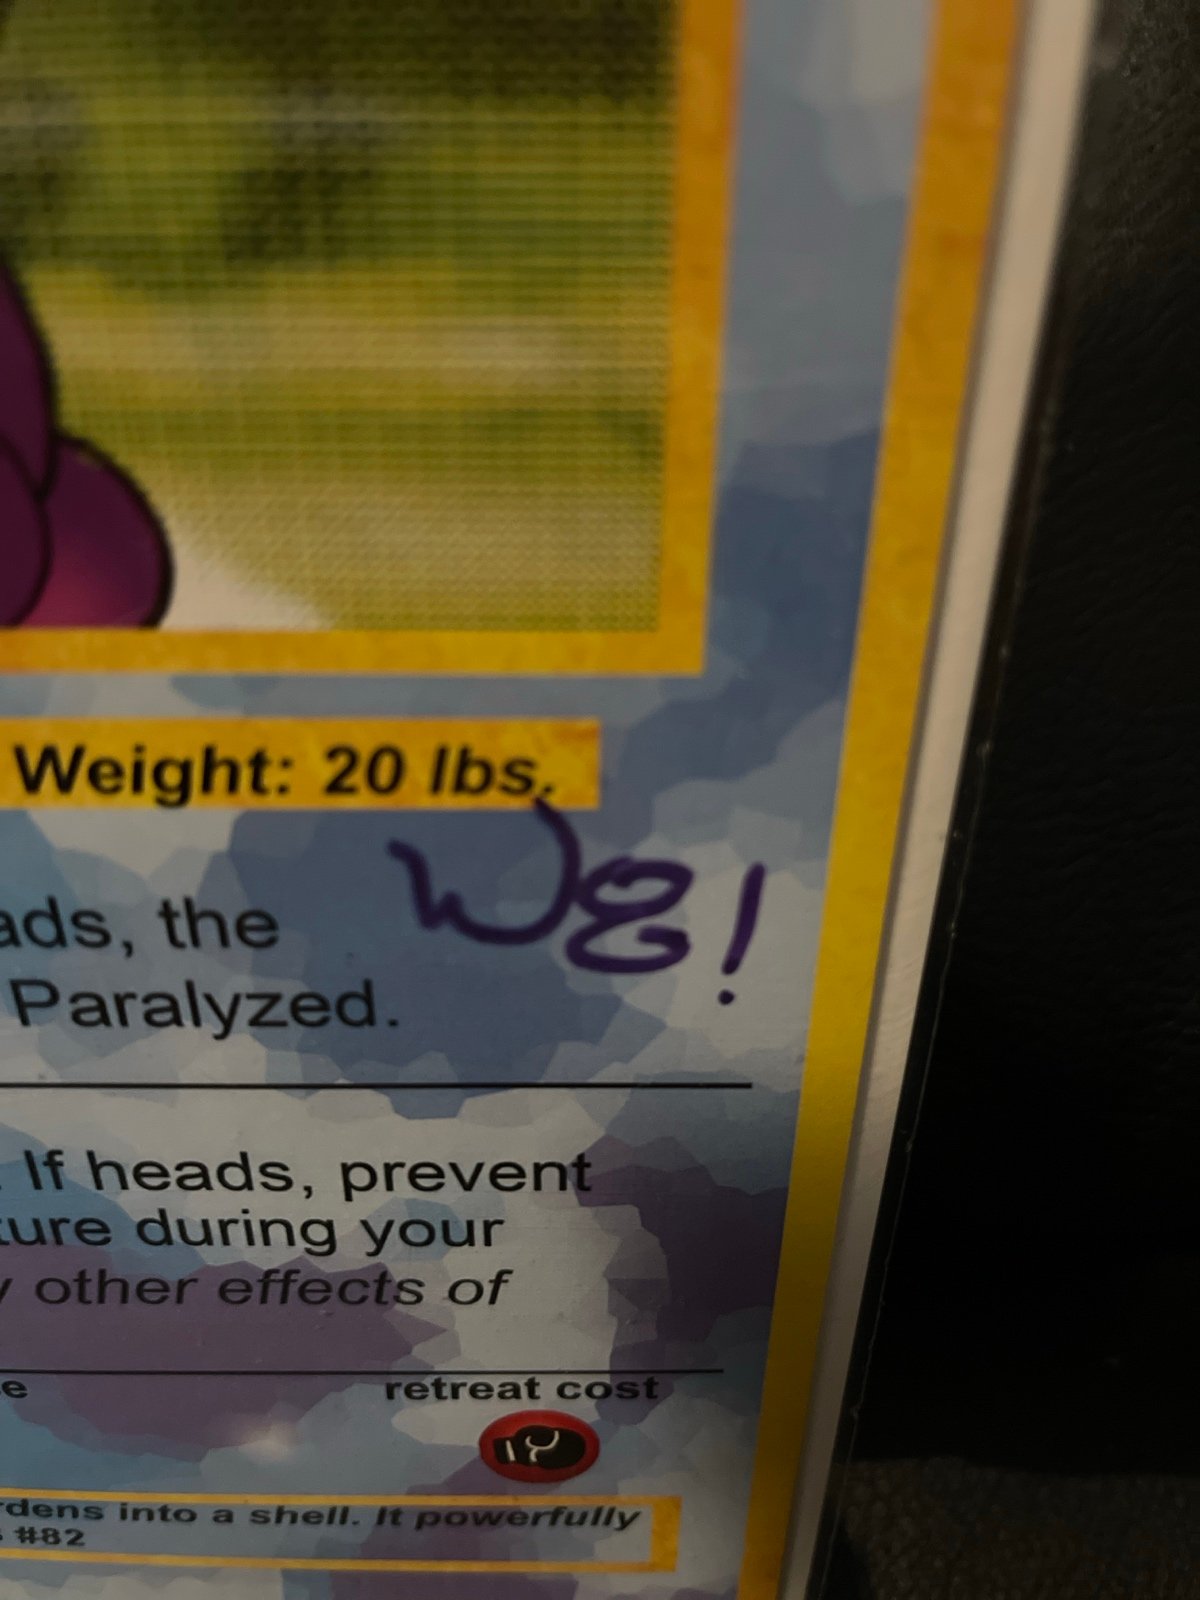 Weight: 20 lbs.
W8!
ads, the
Paralyzed.
. If heads, prevent
ture during your
y other effects of
e
retreat cost
rdens into a shell. It powerfully
#82